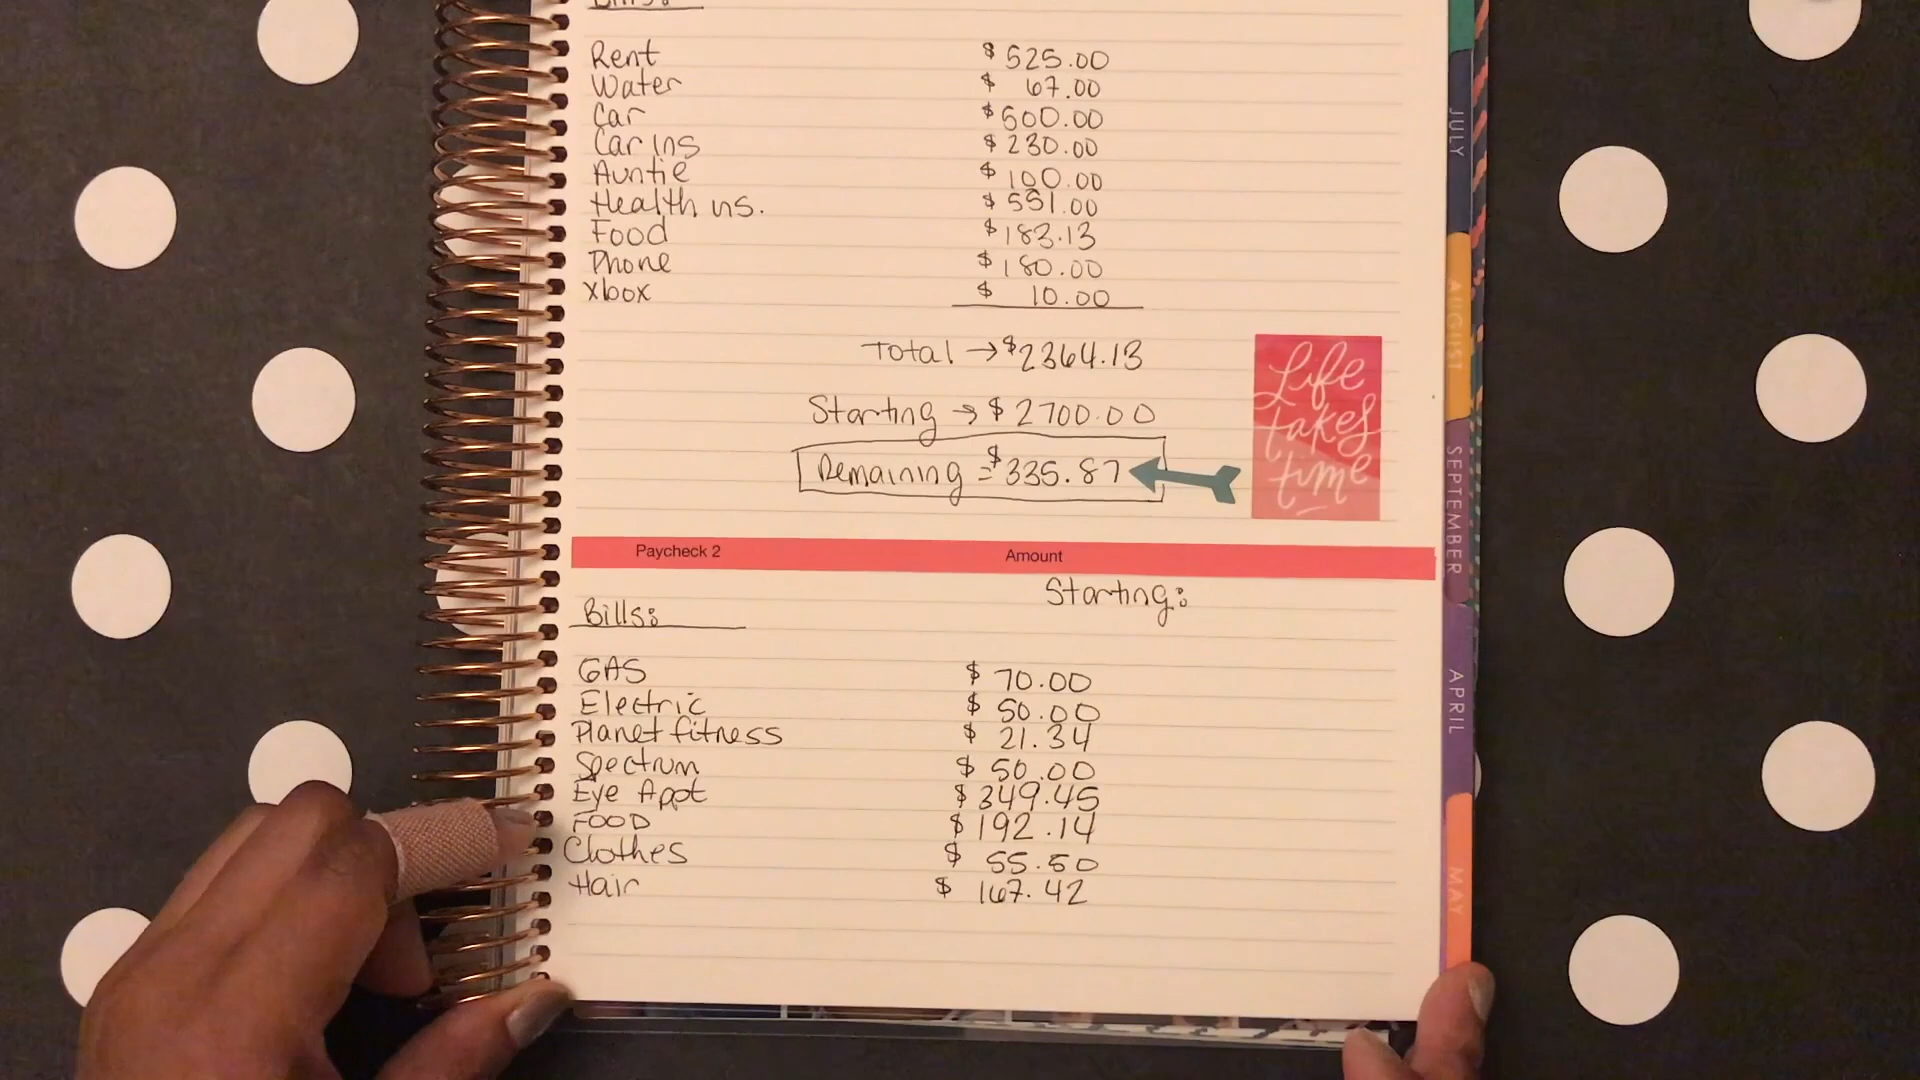 Bills:
Rent $525.00
Water $ 67.00
Car $500.00
Car Ins $230.00
Auntie $100.00
Health ins. $551.00
Food $183.13
Phone $180.00
Xbox $ 10.00
Total → $2364.13
Starting → $2700.00
Remaining = $335.87
Life
takes
time
Paycheck 2 Amount
Starting:
Bills:
GAS $ 70.00
Electric $ 50.00
Planet fitness $ 21.34
Spectrum $ 50.00
Eye Appt $349.45
FOOD $192.14
Clothes $ 55.50
Hair $ 167.42
JULY
AUGUST
SEPTEMBER
APRIL
MAY